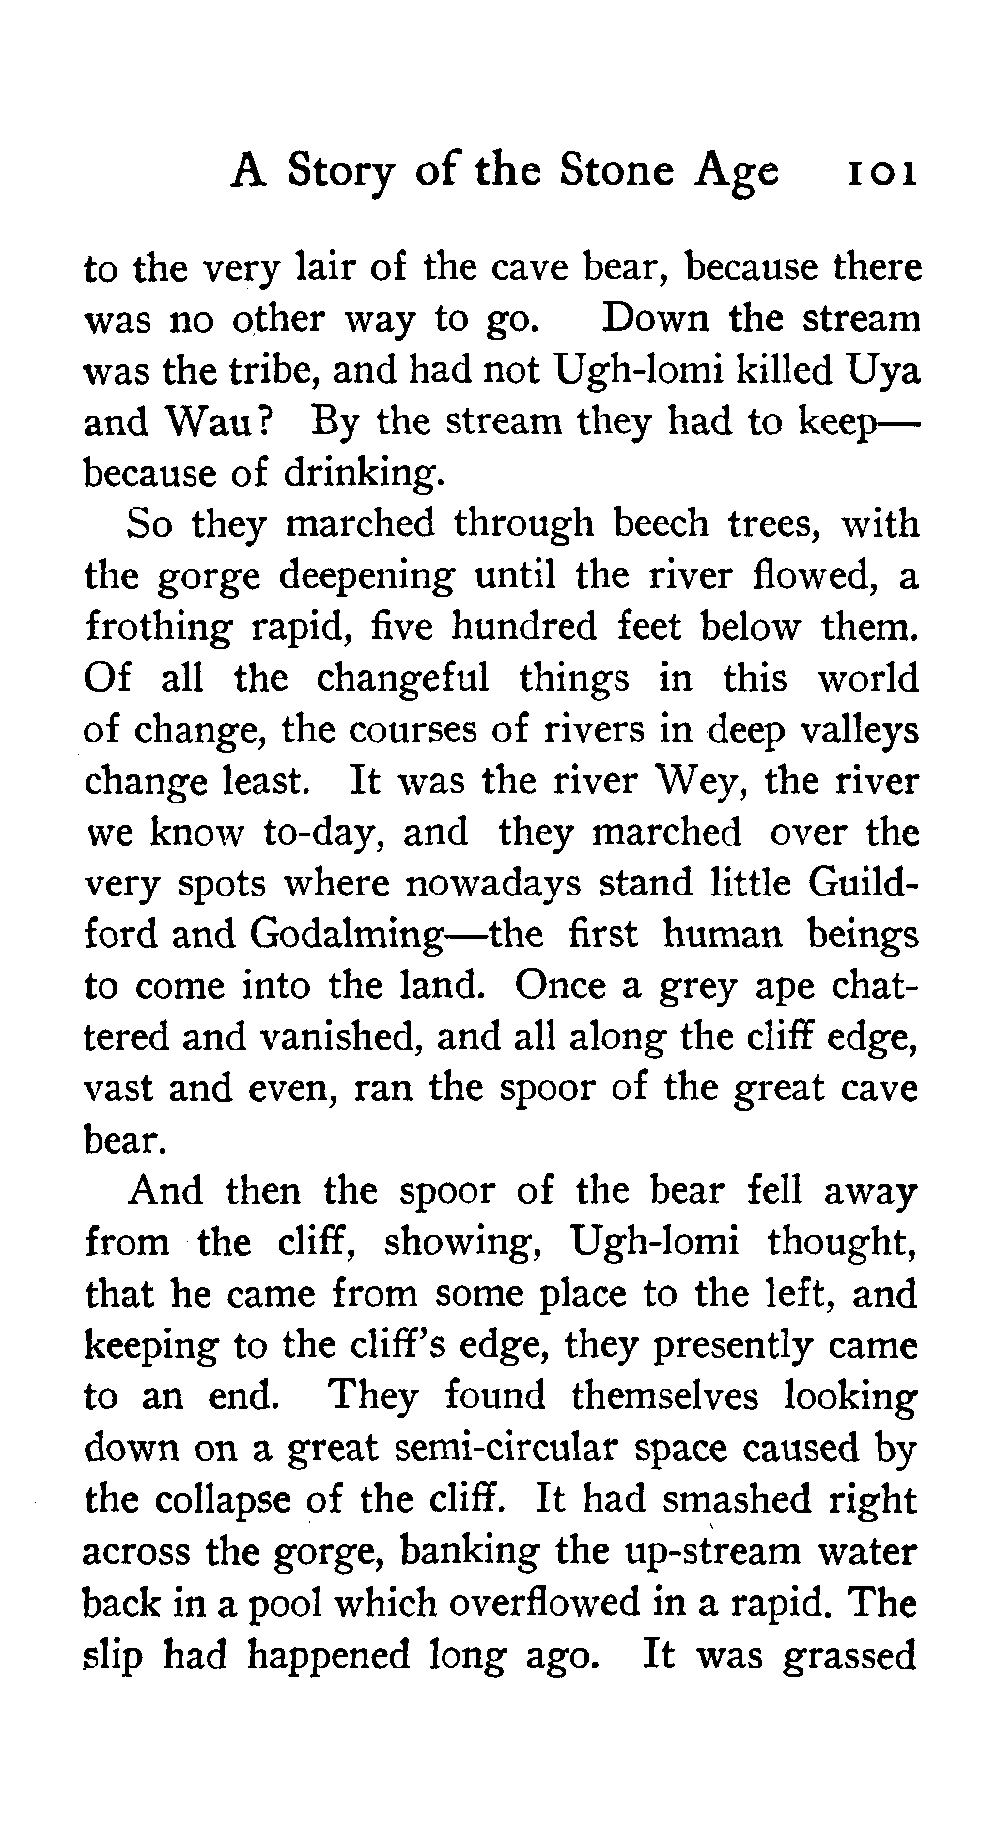 A Story of the Stone Age 101
to the very lair of the cave bear, because there
was no other way to go. Down the stream
was the tribe, and had not Ugh-lomi killed Uya
and Wau? By the stream they had to keep—
because of drinking.
So they marched through beech trees, with
the gorge deepening until the river flowed, a
frothing rapid, five hundred feet below them.
Of all the changeful things in this world
of change, the courses of rivers in deep valleys
change least. It was the river Wey, the river
we know to-day, and they marched over the
very spots where nowadays stand little Guild-
ford and Godalming—the first human beings
to come into the land. Once a grey ape chat-
tered and vanished, and all along the cliff edge,
vast and even, ran the spoor of the great cave
bear.
And then the spoor of the bear fell away
from the cliff, showing, Ugh-lomi thought,
that he came from some place to the left, and
keeping to the cliff's edge, they presently came
to an end. They found themselves looking
down on a great semi-circular space caused by
the collapse of the cliff. It had smashed right
across the gorge, banking the up-stream water
back in a pool which overflowed in a rapid. The
slip had happened long ago. It was grassed